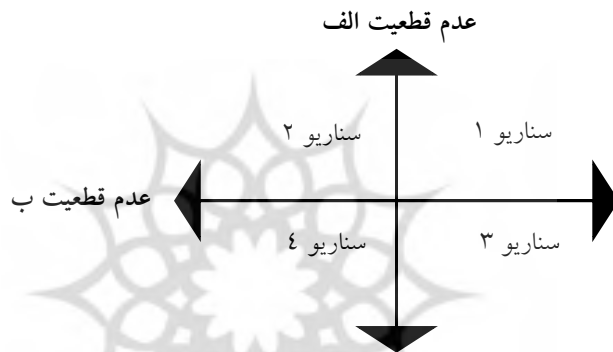 عدم قطعیت الف
سناریو ۱
سناریو ۲
عدم قطعیت ب
سناریو ۳
سناریو ٤